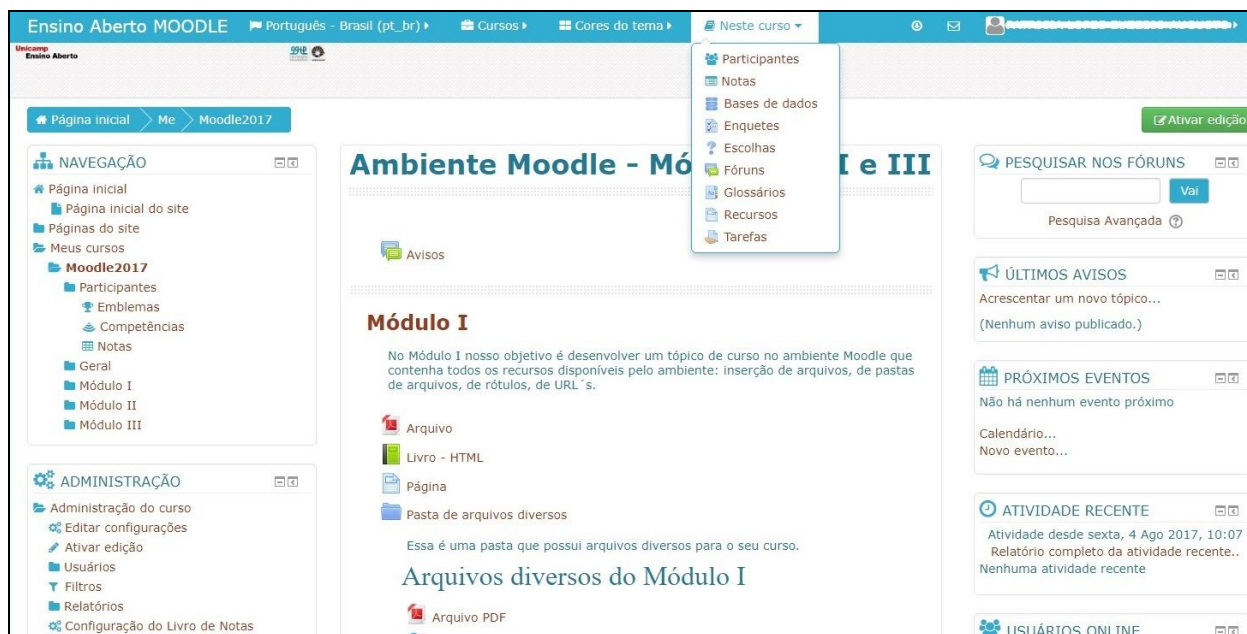 Ensino Aberto MOODLE
Português - Brasil (pt_br)
Cursos
Cores do tema
Neste curso
Unicamp
Ensino Aberto
Participantes
Notas
Bases de dados
Enquetes
Escolhas
Fóruns
Glossários
Recursos
Tarefas
Página inicial
Me
Moodle2017
Ativar edição
NAVEGAÇÃO
Página inicial
Página inicial do site
Páginas do site
Meus cursos
Moodle2017
Participantes
Emblemas
Competências
Notas
Geral
Módulo I
Módulo II
Módulo III
ADMINISTRAÇÃO
Administração do curso
Editar configurações
Ativar edição
Usuários
Filtros
Relatórios
Configuração do Livro de Notas
Ambiente Moodle - Mó I e III
Avisos
Módulo I
No Módulo I nosso objetivo é desenvolver um tópico de curso no ambiente Moodle que
contenha todos os recursos disponíveis pelo ambiente: inserção de arquivos, de pastas
de arquivos, de rótulos, de URL´s.
Arquivo
Livro - HTML
Página
Pasta de arquivos diversos
Essa é uma pasta que possui arquivos diversos para o seu curso.
Arquivos diversos do Módulo I
Arquivo PDF
PESQUISAR NOS FÓRUNS
Vai
Pesquisa Avançada
ÚLTIMOS AVISOS
Acrescentar um novo tópico...
(Nenhum aviso publicado.)
PRÓXIMOS EVENTOS
Não há nenhum evento próximo
Calendário...
Novo evento...
ATIVIDADE RECENTE
Atividade desde sexta, 4 Ago 2017, 10:07
Relatório completo da atividade recente..
Nenhuma atividade recente
USUÁRIOS ONLINE